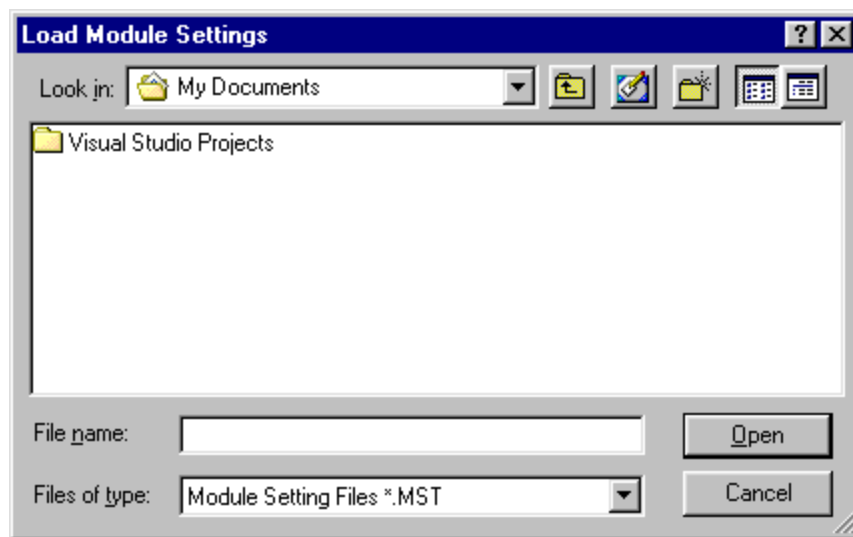 Load Module Settings
Look in: My Documents
Visual Studio Projects
File name:
Open
Files of type: Module Setting Files *.MST
Cancel